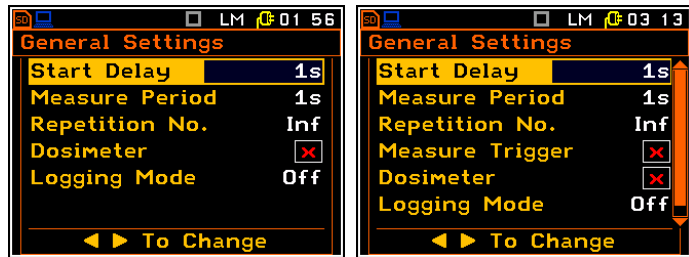 SD LM 01 56
General Settings
Start Delay 1s
Measure Period 1s
Repetition No. Inf
Dosimeter
Logging Mode Off
To Change
SD LM 03 13
General Settings
Start Delay 1s
Measure Period 1s
Repetition No. Inf
Measure Trigger
Dosimeter
Logging Mode Off
To Change